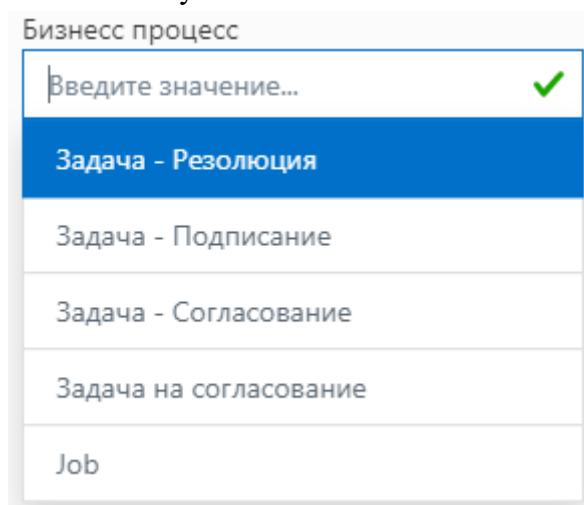 Бизнесс процесс
Введите значение...
Задача - Резолюция
Задача - Подписание
Задача - Согласование
Задача на согласование
Job